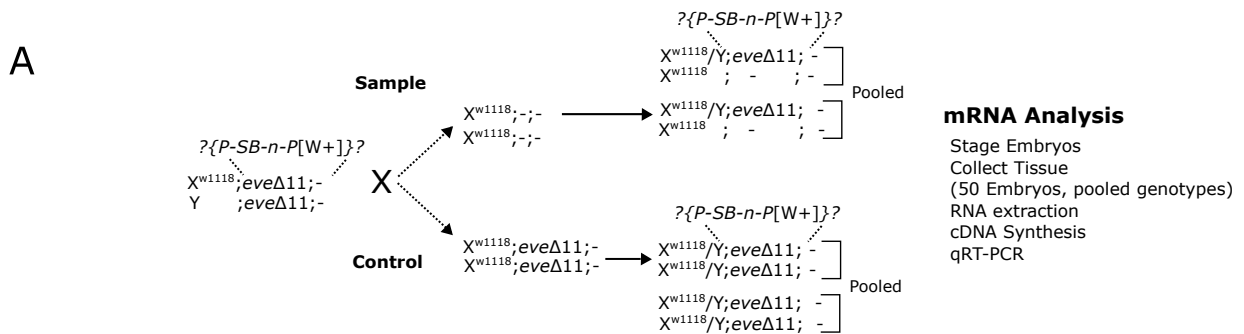 A
?{P-SB-n-P[W+]}?
Xw1118;eveΔ11;-
Y ;eveΔ11;-
X
Sample
Xw1118;-;-
Xw1118;-;-
?{P-SB-n-P[W+]}?
Xw1118/Y;eveΔ11; -
Xw1118 ; - ; -
Xw1118/Y;eveΔ11; -
Xw1118 ; - ; -
Pooled
Control
Xw1118;eveΔ11;-
Xw1118;eveΔ11;-
?{P-SB-n-P[W+]}?
Xw1118/Y;eveΔ11; -
Xw1118/Y;eveΔ11; -
Xw1118/Y;eveΔ11; -
Xw1118/Y;eveΔ11; -
Pooled
mRNA Analysis
Stage Embryos
Collect Tissue
(50 Embryos, pooled genotypes)
RNA extraction
cDNA Synthesis
qRT-PCR